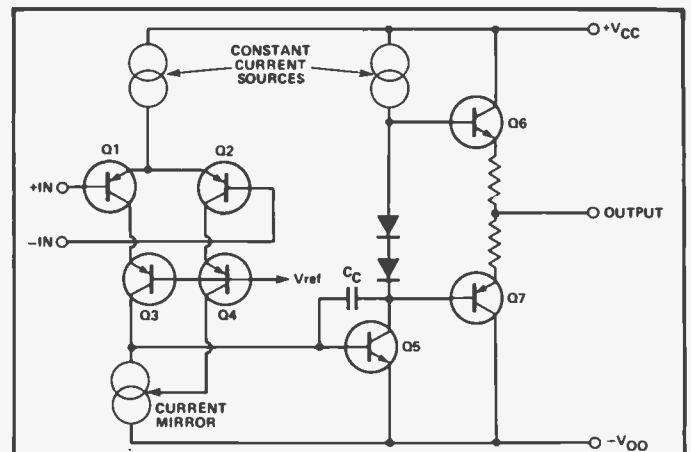 +VCC
CONSTANT
CURRENT
SOURCES
Q6
Q1
Q2
+IN
OUTPUT
-IN
CC
Vref
Q3
Q4
Q7
Q5
CURRENT
MIRROR
-VOO